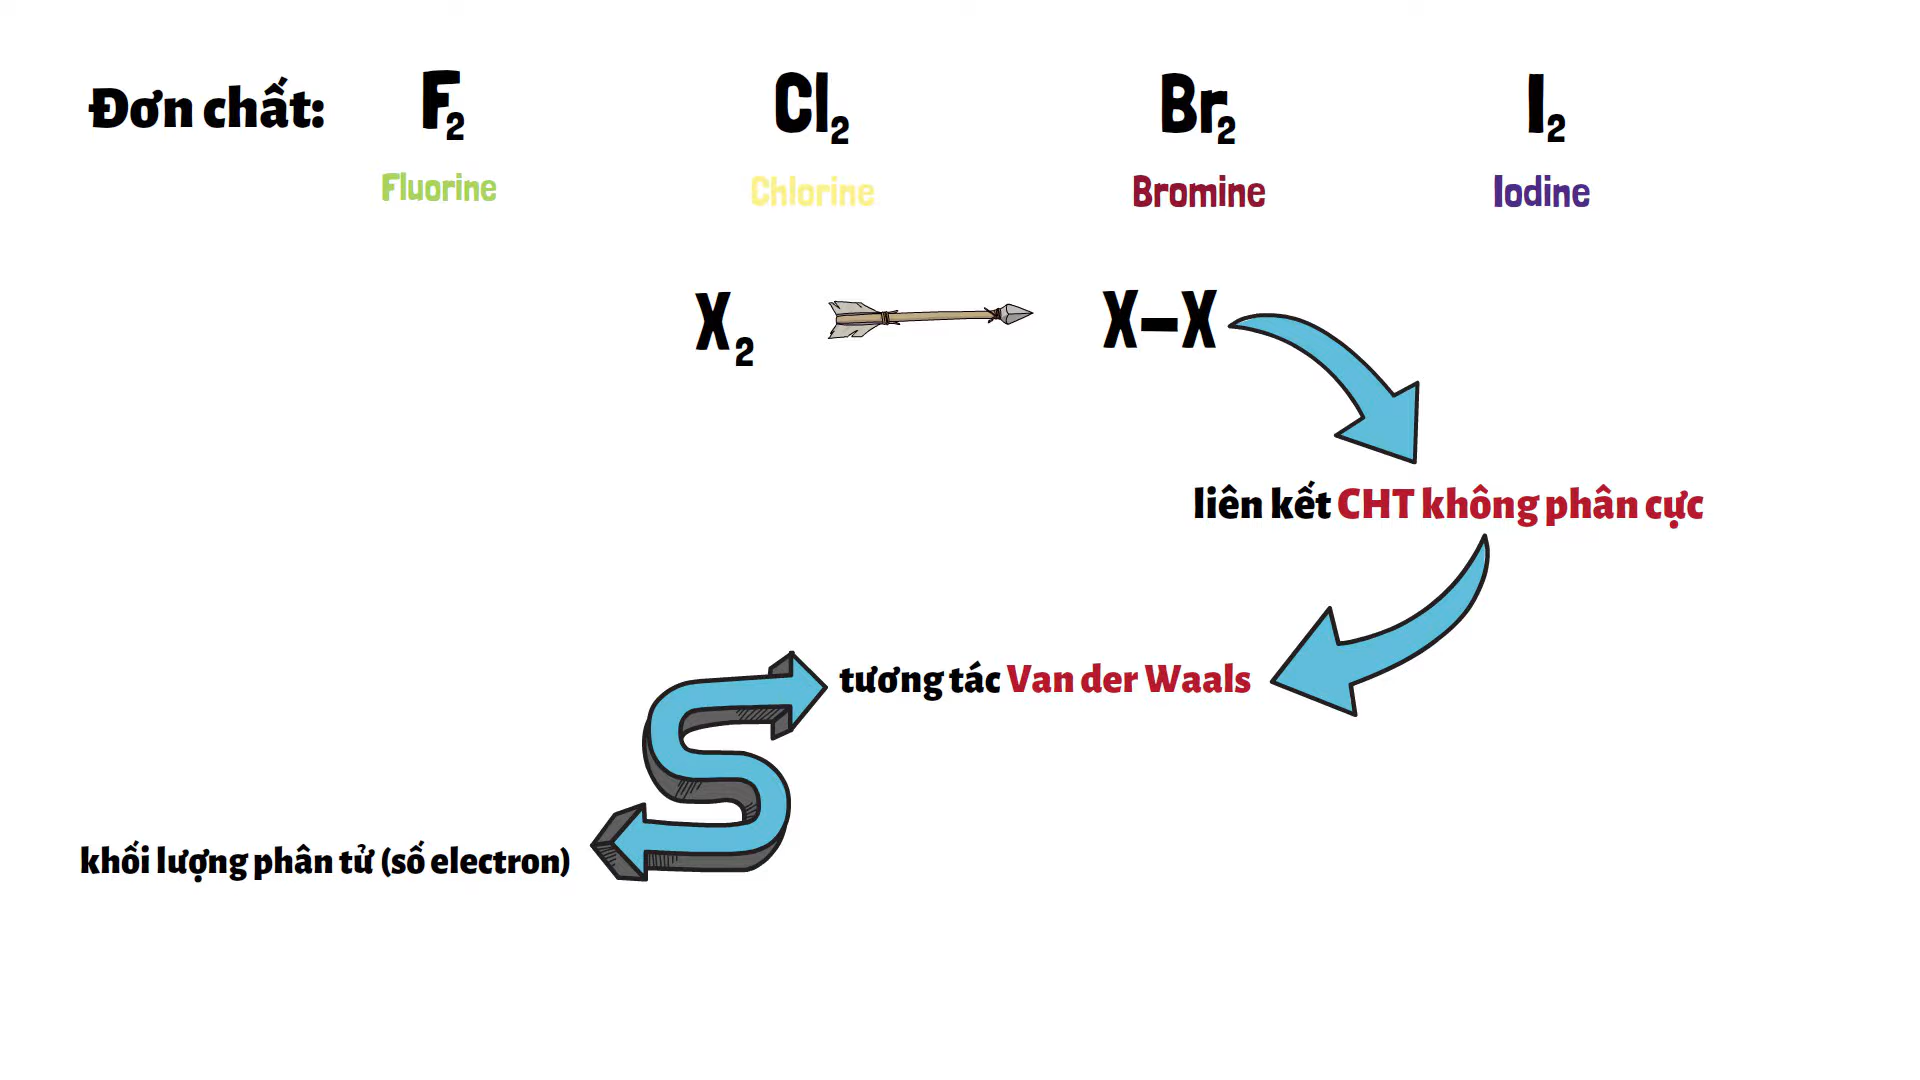 Đơn chất: F₂ Cl₂ Br₂ I₂
Fluorine Chlorine Bromine Iodine
X₂ X–X
liên kết CHT không phân cực
tương tác Van der Waals
khối lượng phân tử (số electron)